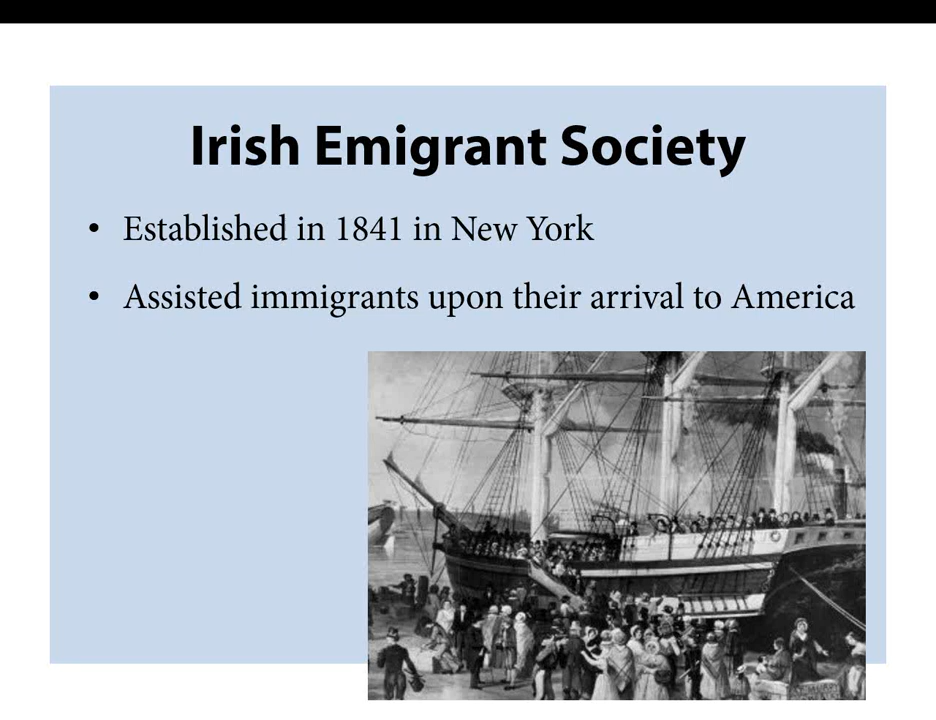 Irish Emigrant Society
• Established in 1841 in New York
• Assisted immigrants upon their arrival to America